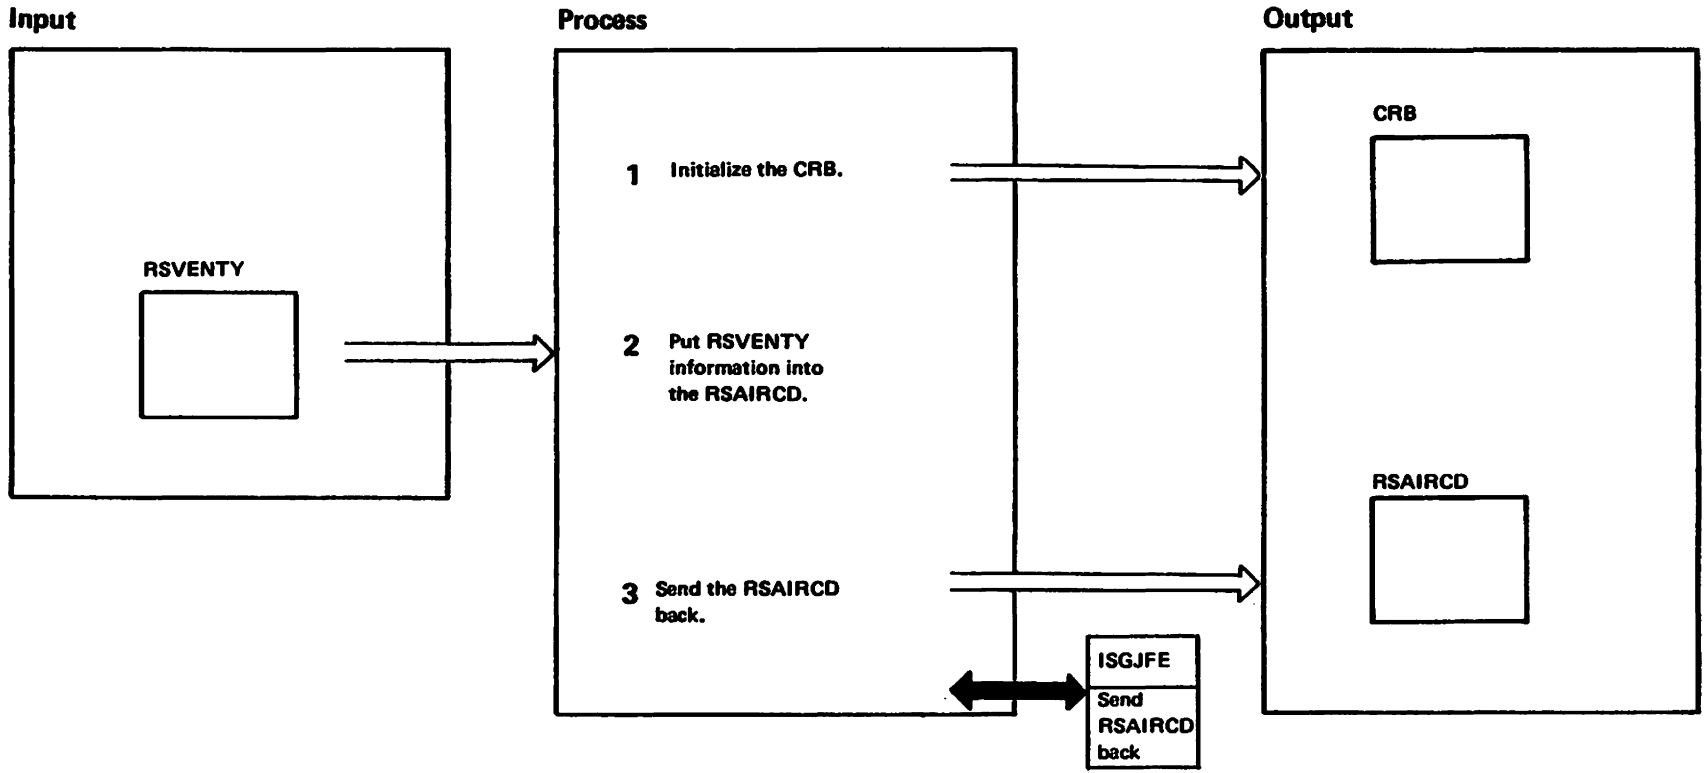 Input
Process
Output
CRB
1 Initialize the CRB.
RSVENTY
2 Put RSVENTY
information into
the RSAIRCD.
RSAIRCD
3 Send the RSAIRCD
back.
ISGJFE
Send
RSAIRCD
back